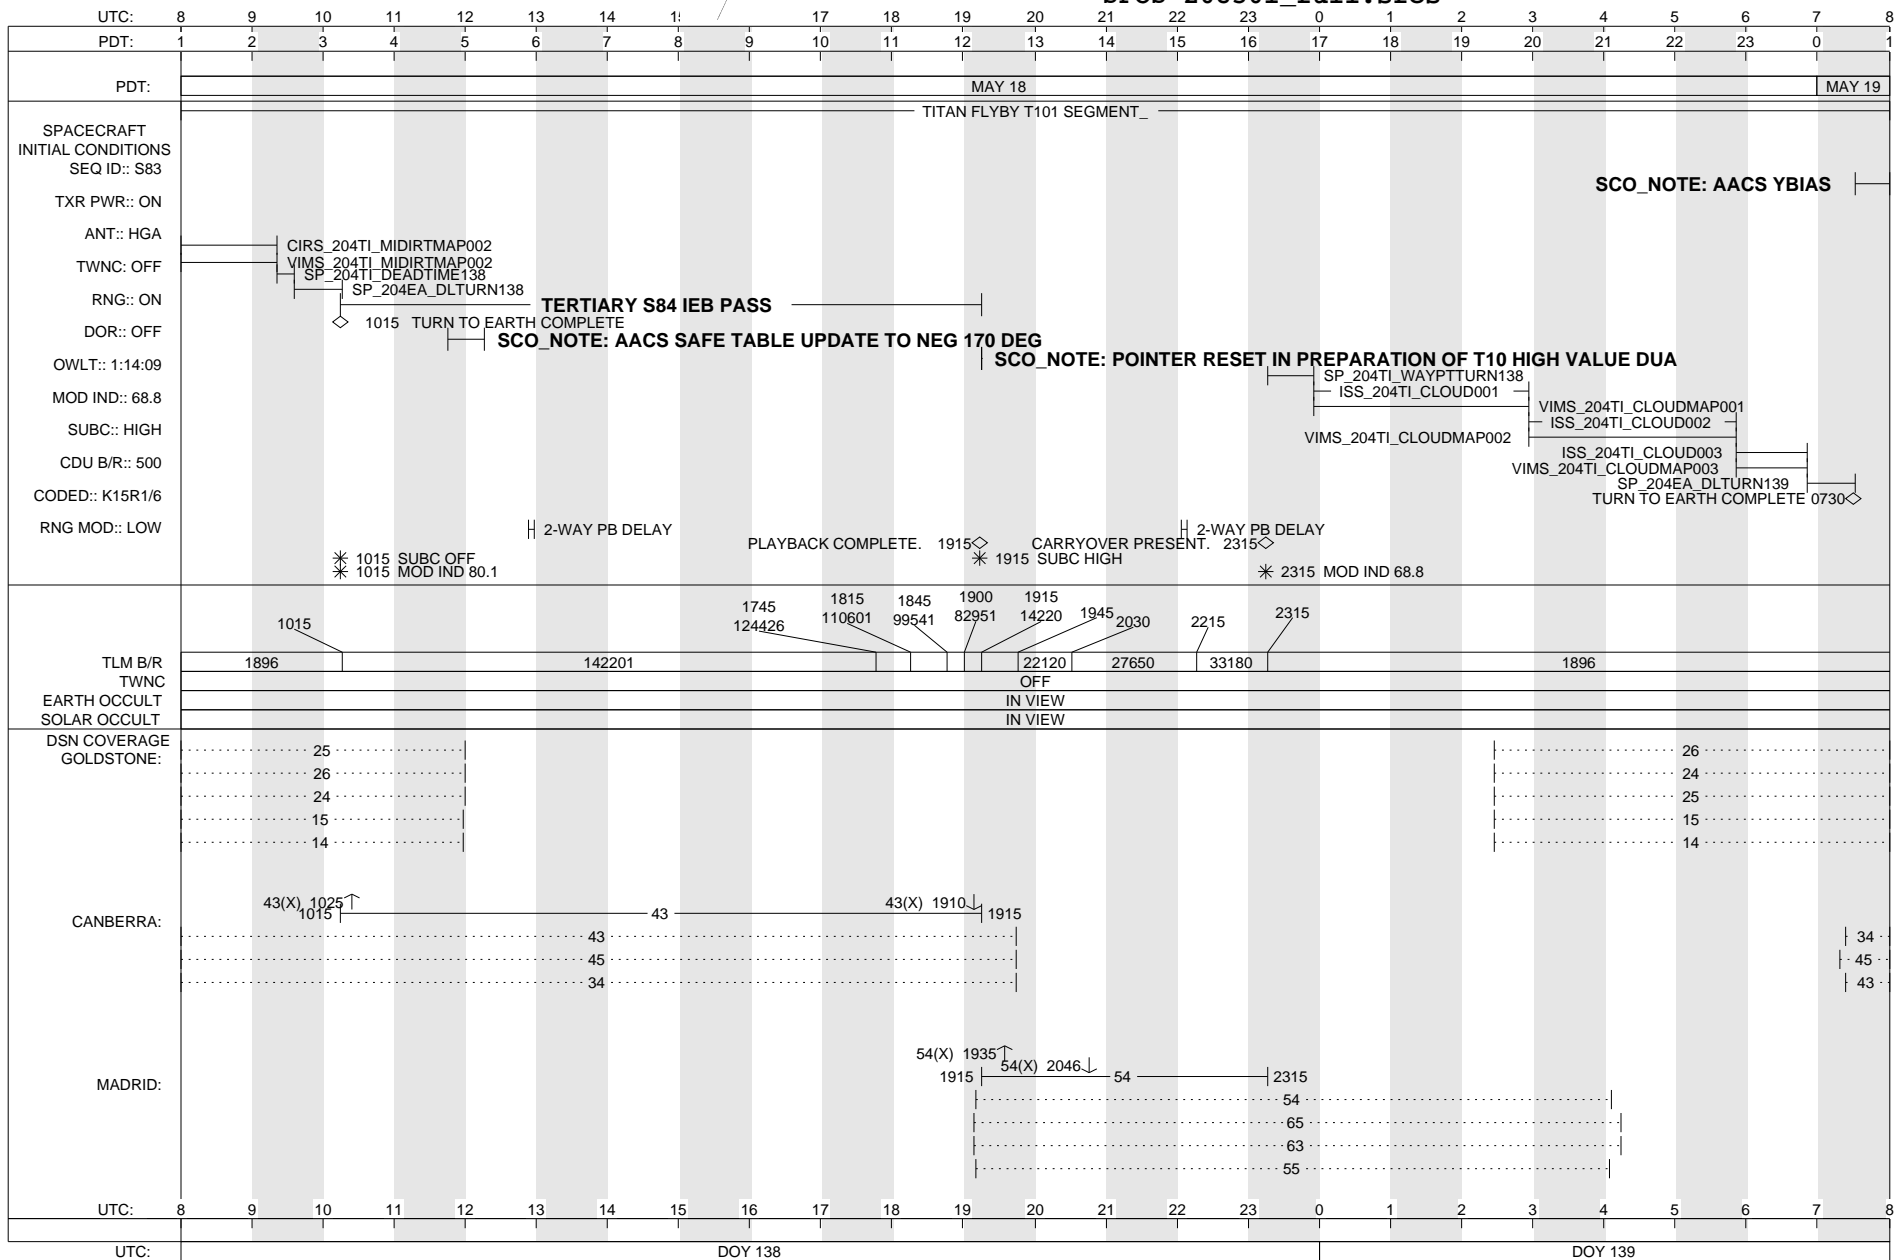 UTC: 8 9 10 11 12 13 14 17 18 19 20 21 22 23 0 1 2 3 4 5 6 7 8
PDT: 1 2 3 4 5 6 7 8 9 10 11 12 13 14 15 16 17 18 19 20 21 22 23 0 1
PDT: MAY 18 MAY 19
TITAN FLYBY T101 SEGMENT_
SPACECRAFT
INITIAL CONDITIONS
SEQ ID:: S83
SCO_NOTE: AACS YBIAS
TXR PWR:: ON
ANT:: HGA
CIRS_204TI_MIDIRTMAP002
VIMS_204TI_MIDIRTMAP002
TWNC: OFF
SP_204TI_DEADTIME138
SP_204EA_DLTURN138
RNG:: ON
TERTIARY S84 IEB PASS
1015 TURN TO EARTH COMPLETE
DOR:: OFF
SCO_NOTE: AACS SAFE TABLE UPDATE TO NEG 170 DEG
OWLT:: 1:14:09
SCO_NOTE: POINTER RESET IN PREPARATION OF T10 HIGH VALUE DUA
SP_204TI_WAYPTTURN138
MOD IND:: 68.8
ISS_204TI_CLOUD001
VIMS_204TI_CLOUDMAP001
SUBC:: HIGH
ISS_204TI_CLOUD002
VIMS_204TI_CLOUDMAP002
ISS_204TI_CLOUD003
CDU B/R:: 500
VIMS_204TI_CLOUDMAP003
SP_204EA_DLTURN139
CODED:: K15R1/6
TURN TO EARTH COMPLETE 0730
RNG MOD:: LOW
2-WAY PB DELAY 2-WAY PB DELAY
PLAYBACK COMPLETE. 1915 CARRYOVER PRESENT. 2315
1015 SUBC OFF 1915 SUBC HIGH
1015 MOD IND 80.1 2315 MOD IND 68.8
1745 1815 1845 1900 1915 1945 2315
1015 124426 110601 99541 82951 14220 2030 2215
TLM B/R 1896 142201 22120 27650 33180 1896
TWNC OFF
EARTH OCCULT IN VIEW
SOLAR OCCULT IN VIEW
DSN COVERAGE
GOLDSTONE: 25 26
26 24
24 25
15 15
14 14
43(X) 1025 43(X) 1910
1015 43 1915
CANBERRA:
43 34
45 45
34 43
54(X) 1935
54(X) 2046
1915 54 2315
MADRID:
54
65
63
55
UTC: 8 9 10 11 12 13 14 15 16 17 18 19 20 21 22 23 0 1 2 3 4 5 6 7 8
UTC: DOY 138 DOY 139